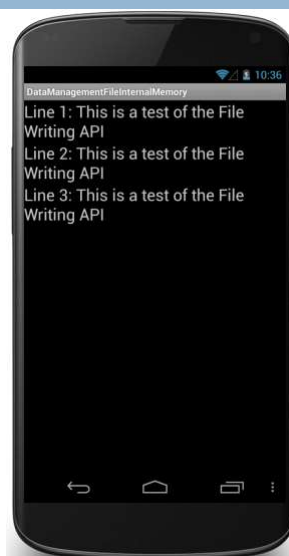 10:36
DataManagementFileInternalMemory
Line 1: This is a test of the File
Writing API
Line 2: This is a test of the File
Writing API
Line 3: This is a test of the File
Writing API